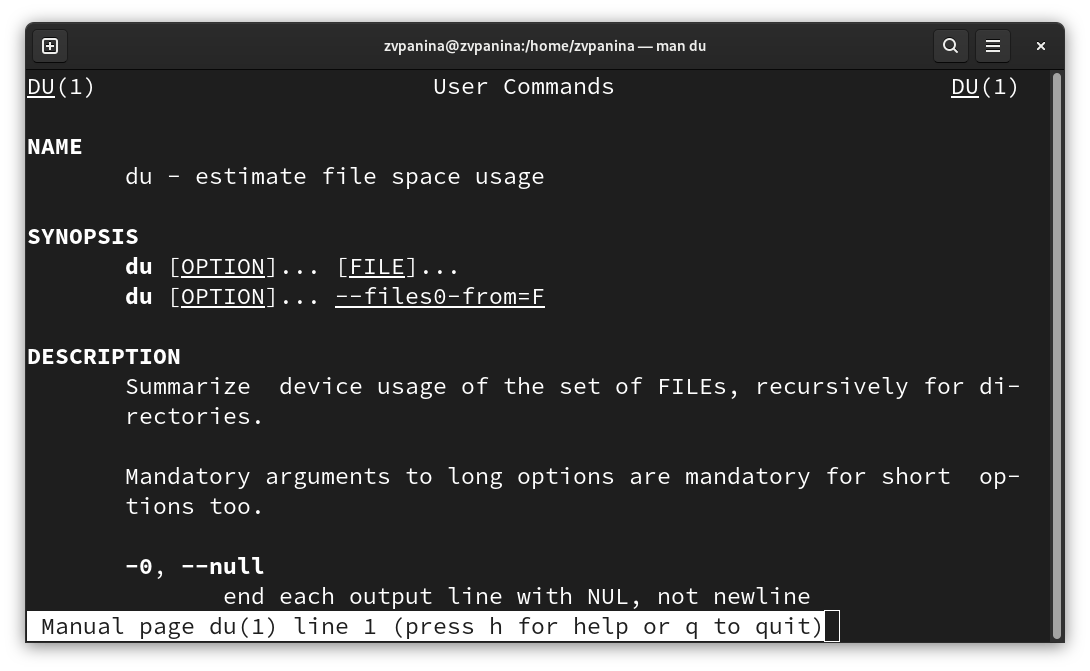 zvpanina@zvpanina:/home/zvpanina — man du
DU(1) User Commands DU(1)
NAME
du - estimate file space usage
SYNOPSIS
du [OPTION]... [FILE]...
du [OPTION]... --files0-from=F
DESCRIPTION
Summarize  device usage of the set of FILEs, recursively for di-
rectories.
Mandatory arguments to long options are mandatory for short  op-
tions too.
-0, --null
end each output line with NUL, not newline
Manual page du(1) line 1 (press h for help or q to quit)